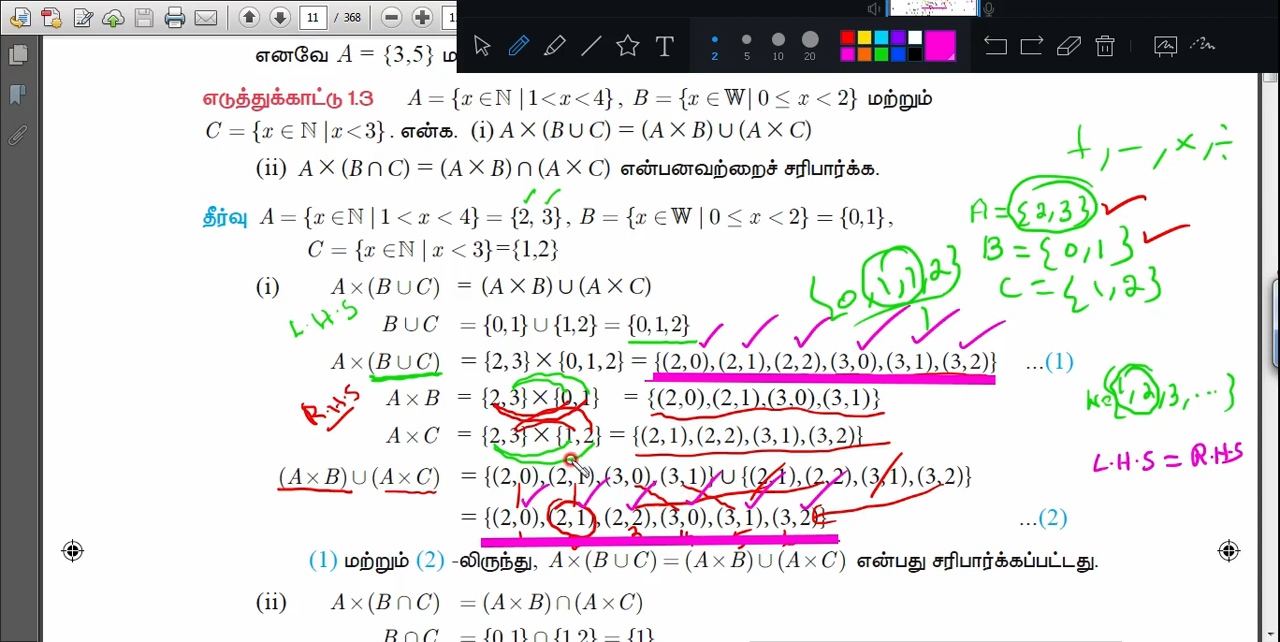 11 / 368
T
2 5 10 20
எனவே A = {3,5} ம
எடுத்துக்காட்டு 1.3 A = {x ∈ ℕ | 1 < x < 4}, B = {x ∈ 𝕎 | 0 ≤ x < 2} மற்றும்
C = {x ∈ ℕ | x < 3}. என்க. (i) A × (B ∪ C) = (A × B) ∪ (A × C)
(ii) A × (B ∩ C) = (A × B) ∩ (A × C) என்பனவற்றைச் சரிபார்க்க.
+, −, ×, ÷
தீர்வு A = {x ∈ ℕ | 1 < x < 4} = {2, 3}, B = {x ∈ 𝕎 | 0 ≤ x < 2} = {0,1},
A = {2,3}
B = {0,1}
C = {x ∈ ℕ | x < 3} = {1,2}
C = {1,2}
{0,1,1,2}
(i) A × (B ∪ C) = (A × B) ∪ (A × C)
L.H.S
B ∪ C = {0,1} ∪ {1,2} = {0,1,2}
A × (B ∪ C) = {2,3} × {0,1,2} = {(2,0),(2,1),(2,2),(3,0),(3,1),(3,2)} ...(1)
R.H.S
A × B = {2,3} × {0,1} = {(2,0),(2,1),(3,0),(3,1)}
{1,2,3,...}
A × C = {2,3} × {1,2} = {(2,1),(2,2),(3,1),(3,2)}
L.H.S = R.H.S
(A × B) ∪ (A × C) = {(2,0),(2,1),(3,0),(3,1)} ∪ {(2,1),(2,2),(3,1),(3,2)}
= {(2,0),(2,1),(2,2),(3,0),(3,1),(3,2)} ...(2)
(1) மற்றும் (2) -லிருந்து, A × (B ∪ C) = (A × B) ∪ (A × C) என்பது சரிபார்க்கப்பட்டது.
(ii) A × (B ∩ C) = (A × B) ∩ (A × C)
B ∩ C = {0,1} ∩ {1,2} = {1}